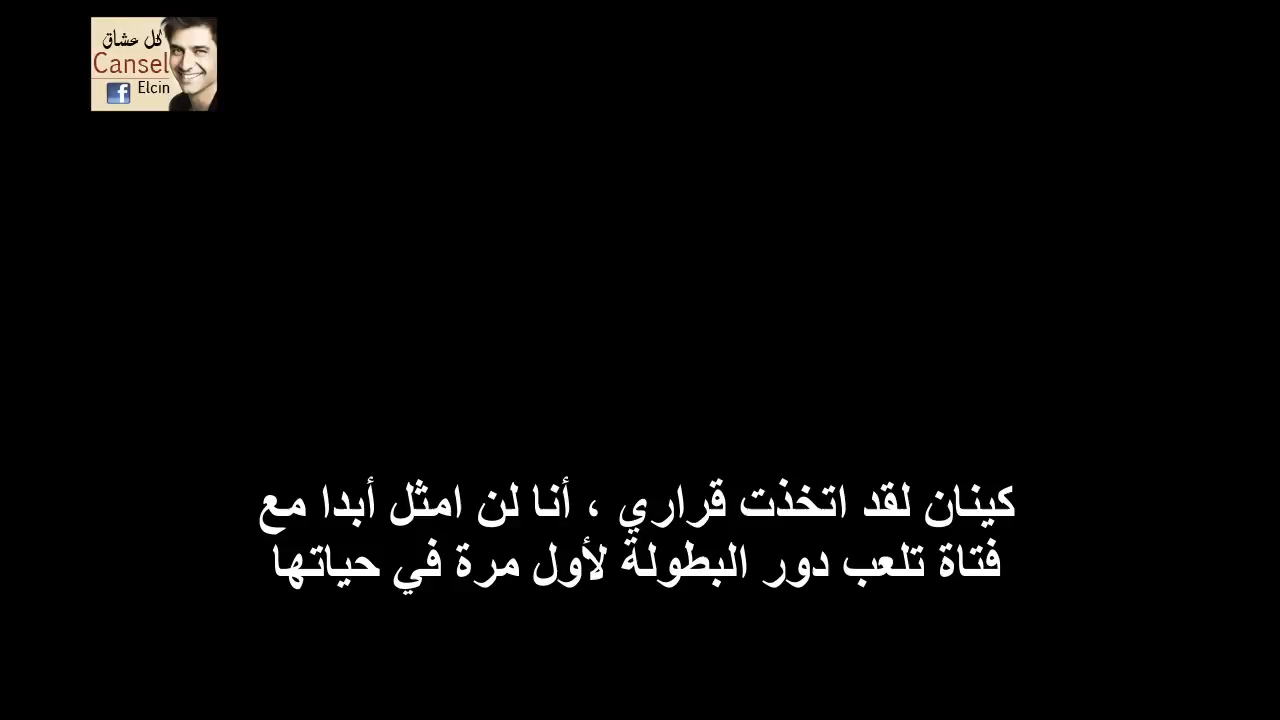 كل عشاق
Cansel
Elcin
f
كينان لقد اتخذت قراري ، أنا لن امثل أبدا مع
فتاة تلعب دور البطولة لأول مرة في حياتها